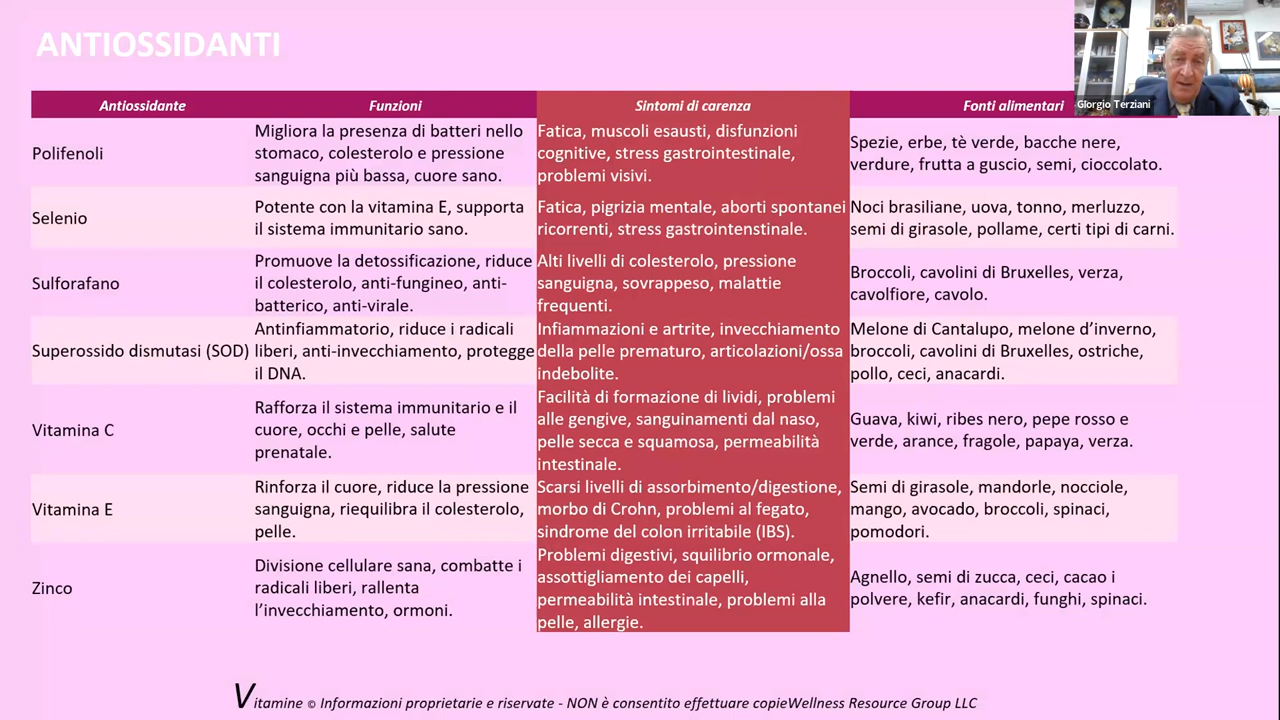 ANTIOSSIDANTI
Giorgio Terziani
Antiossidante Funzioni Sintomi di carenza Fonti alimentari
Polifenoli
Migliora la presenza di batteri nello
stomaco, colesterolo e pressione
sanguigna più bassa, cuore sano.
Fatica, muscoli esausti, disfunzioni
cognitive, stress gastrointestinale,
problemi visivi.
Spezie, erbe, tè verde, bacche nere,
verdure, frutta a guscio, semi, cioccolato.
Selenio
Potente con la vitamina E, supporta
il sistema immunitario sano.
Fatica, pigrizia mentale, aborti spontanei
ricorrenti, stress gastrointenstinale.
Noci brasiliane, uova, tonno, merluzzo,
semi di girasole, pollame, certi tipi di carni.
Sulforafano
Promuove la detossificazione, riduce
il colesterolo, anti-fungineo, anti-
batterico, anti-virale.
Alti livelli di colesterolo, pressione
sanguigna, sovrappeso, malattie
frequenti.
Broccoli, cavolini di Bruxelles, verza,
cavolfiore, cavolo.
Superossido dismutasi (SOD)
Antinfiammatorio, riduce i radicali
liberi, anti-invecchiamento, protegge
il DNA.
Infiammazioni e artrite, invecchiamento
della pelle prematuro, articolazioni/ossa
indebolite.
Melone di Cantalupo, melone d’inverno,
broccoli, cavolini di Bruxelles, ostriche,
pollo, ceci, anacardi.
Vitamina C
Rafforza il sistema immunitario e il
cuore, occhi e pelle, salute
prenatale.
Facilità di formazione di lividi, problemi
alle gengive, sanguinamenti dal naso,
pelle secca e squamosa, permeabilità
intestinale.
Guava, kiwi, ribes nero, pepe rosso e
verde, arance, fragole, papaya, verza.
Vitamina E
Rinforza il cuore, riduce la pressione
sanguigna, riequilibra il colesterolo,
pelle.
Scarsi livelli di assorbimento/digestione,
morbo di Crohn, problemi al fegato,
sindrome del colon irritabile (IBS).
Semi di girasole, mandorle, nocciole,
mango, avocado, broccoli, spinaci,
pomodori.
Zinco
Divisione cellulare sana, combatte i
radicali liberi, rallenta
l’invecchiamento, ormoni.
Problemi digestivi, squilibrio ormonale,
assottigliamento dei capelli,
permeabilità intestinale, problemi alla
pelle, allergie.
Agnello, semi di zucca, ceci, cacao i
polvere, kefir, anacardi, funghi, spinaci.
Vitamine © Informazioni proprietarie e riservate - NON è consentito effettuare copieWellness Resource Group LLC